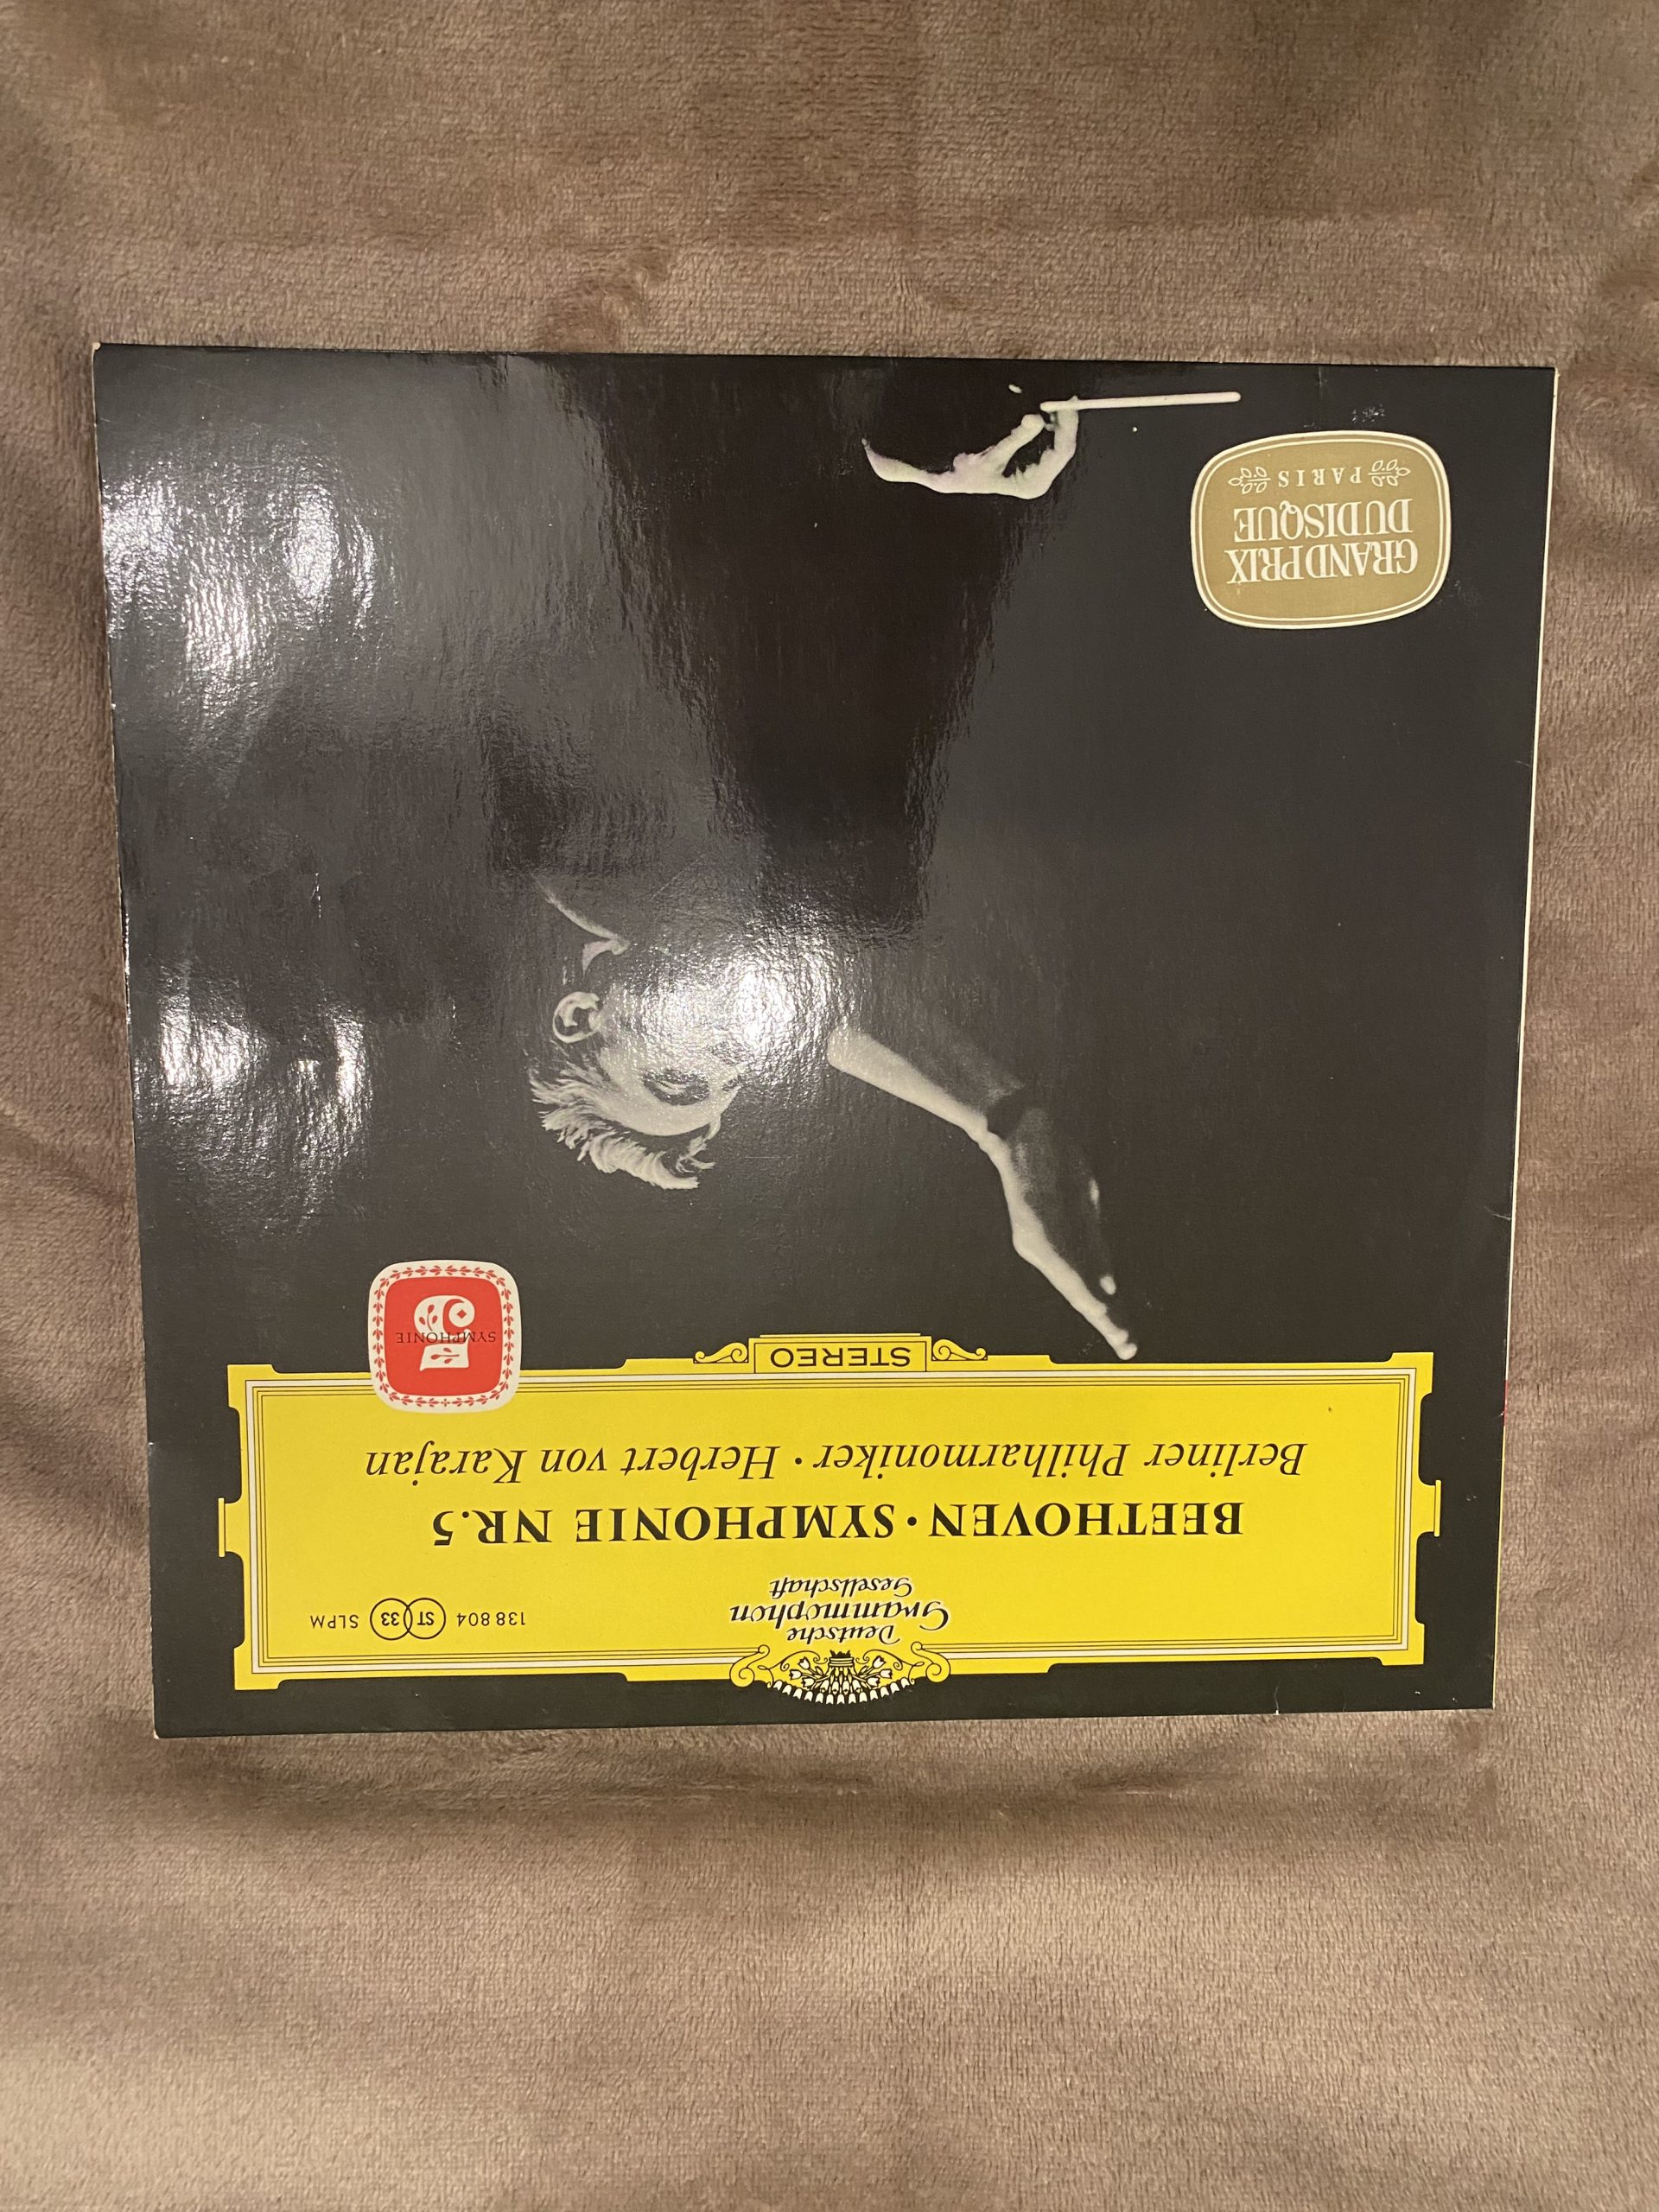 Deutsche
Grammophon
Gesellschaft
138 804 ST 33 SLPM
BEETHOVEN · SYMPHONIE NR.5
Berliner Philharmoniker · Herbert von Karajan
STEREO
5
SYMPHONIE
GRAND PRIX
DU DISQUE
PARIS